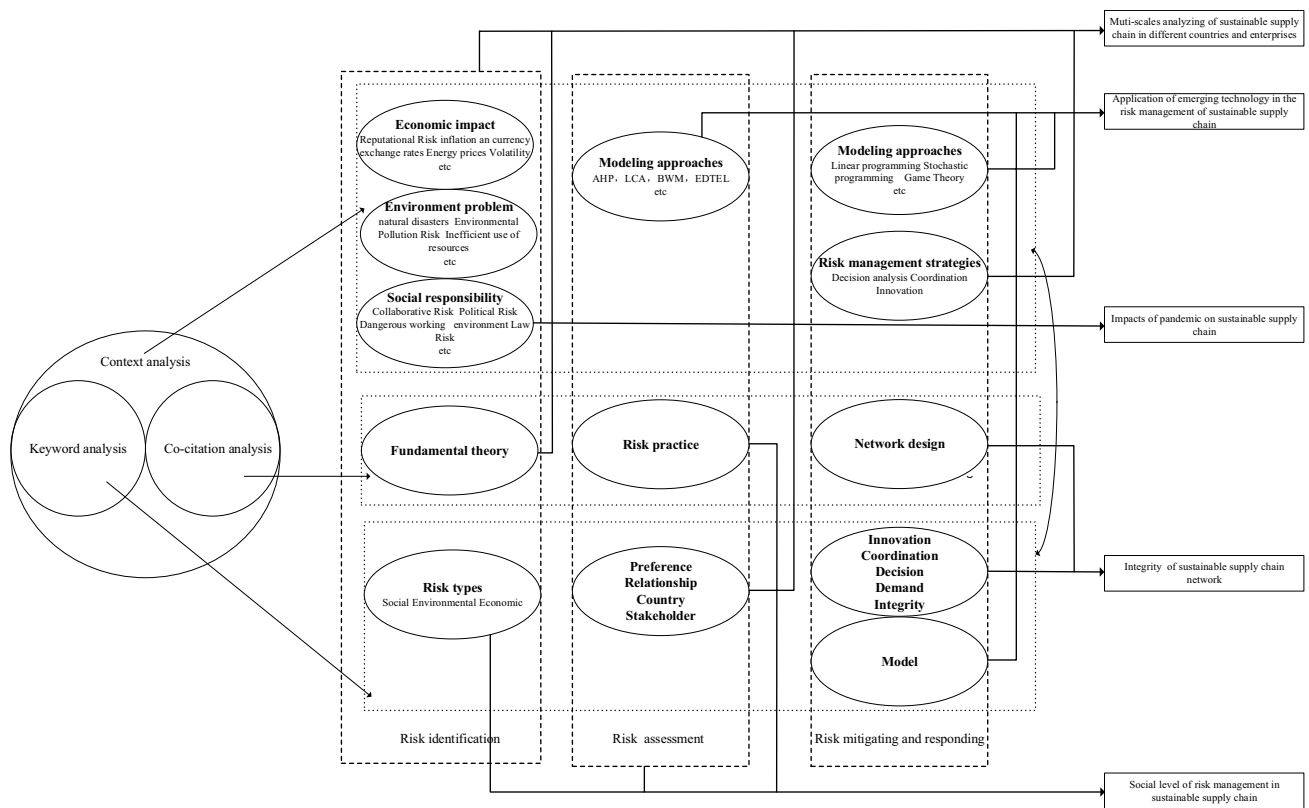 Muti-scales analyzing of sustainable supply
chain in different countries and enterprises
Application of emerging technology in the
risk management of sustainable supply
chain
Economic impact
Reputational Risk inflation an currency
exchange rates Energy prices Volatility
etc
Environment problem
natural disasters Environmental
Pollution Risk Inefficient use of
resources
etc
Social responsibility
Collaborative Risk Political Risk
Dangerous working environment Law
Risk
etc
Modeling approaches
AHP, LCA, BWM, EDTEL
etc
Modeling approaches
Linear programming Stochastic
programming Game Theory
etc
Risk management strategies
Decision analysis Coordination
Innovation
Impacts of pandemic on sustainable supply
chain
Context analysis
Keyword analysis
Co-citation analysis
Fundamental theory
Risk practice
Network design
Risk types
Social Environmental Economic
Preference
Relationship
Country
Stakeholder
Innovation
Coordination
Decision
Demand
Integrity
Model
Integrity of sustainable supply chain
network
Risk identification
Risk assessment
Risk mitigating and responding
Social level of risk management in
sustainable supply chain